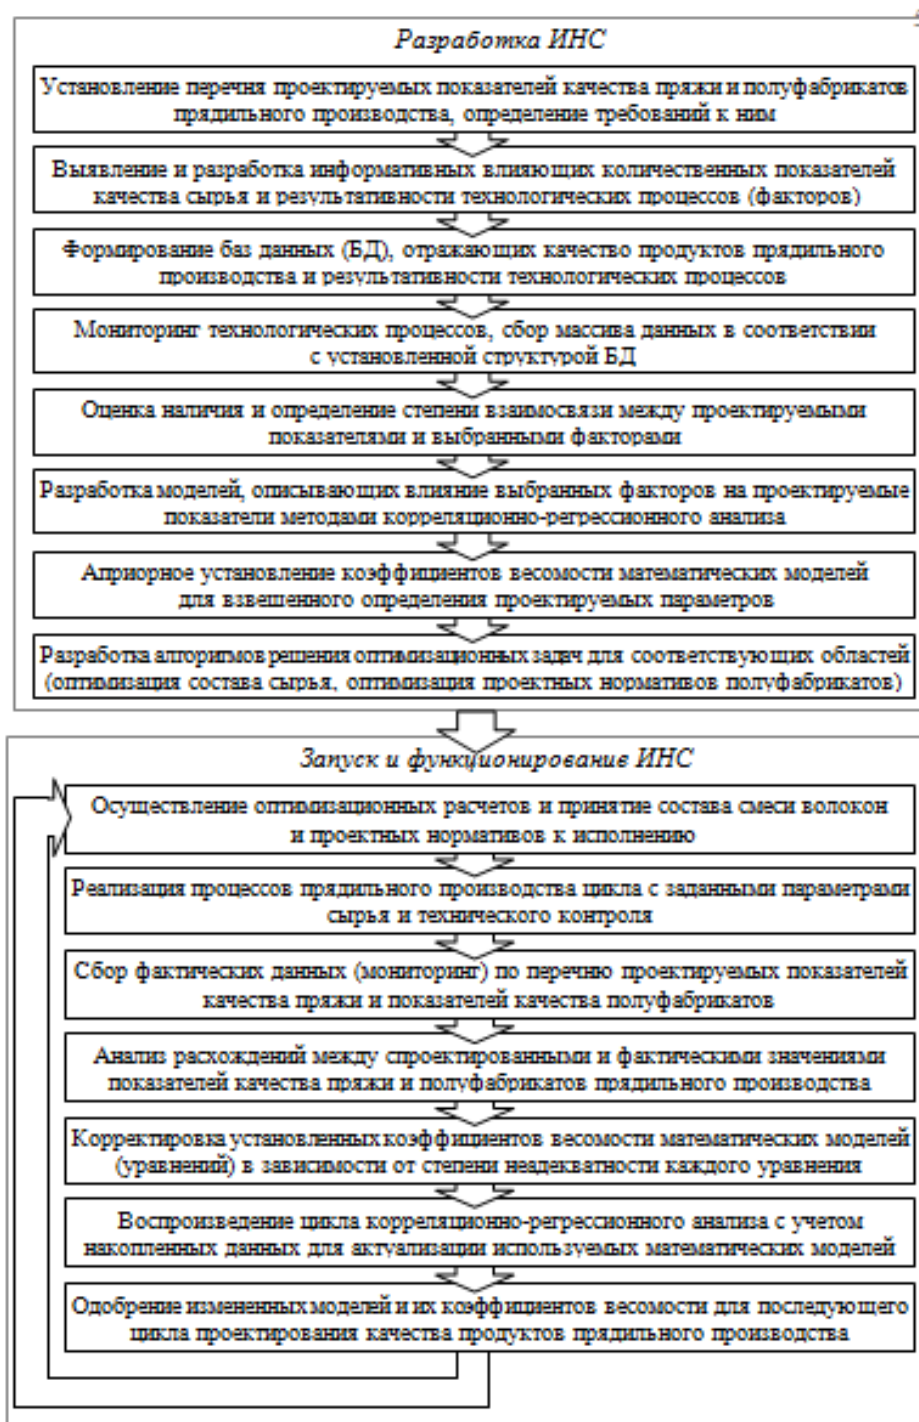 Разработка ИНС
Установление перечня проектируемых показателей качества пряжи и полуфабрикатов
прядильного производства, определение требований к ним
Выявление и разработка информативных влияющих количественных показателей
качества сырья и результативности технологических процессов (факторов)
Формирование баз данных (БД), отражающих качество продуктов прядильного
производства и результативности технологических процессов
Мониторинг технологических процессов, сбор массива данных в соответствии
с установленной структурой БД
Оценка наличия и определение степени взаимосвязи между проектируемыми
показателями и выбранными факторами
Разработка моделей, описывающих влияние выбранных факторов на проектируемые
показатели методами корреляционно-регрессионного анализа
Априорное установление коэффициентов весомости математических моделей
для взвешенного определения проектируемых параметров
Разработка алгоритмов решения оптимизационных задач для соответствующих областей
(оптимизация состава сырья, оптимизация проектных нормативов полуфабрикатов)
Запуск и функционирование ИНС
Осуществление оптимизационных расчетов и принятие состава смеси волокон
и проектных нормативов к исполнению
Реализация процессов прядильного производства цикла с заданными параметрами
сырья и технического контроля
Сбор фактических данных (мониторинг) по перечню проектируемых показателей
качества пряжи и показателей качества полуфабрикатов
Анализ расхождений между спроектированными и фактическими значениями
показателей качества пряжи и полуфабрикатов прядильного производства
Корректировка установленных коэффициентов весомости математических моделей
(уравнений) в зависимости от степени неадекватности каждого уравнения
Воспроизведение цикла корреляционно-регрессионного анализа с учетом
накопленных данных для актуализации используемых математических моделей
Одобрение измененных моделей и их коэффициентов весомости для последующего
цикла проектирования качества продуктов прядильного производства